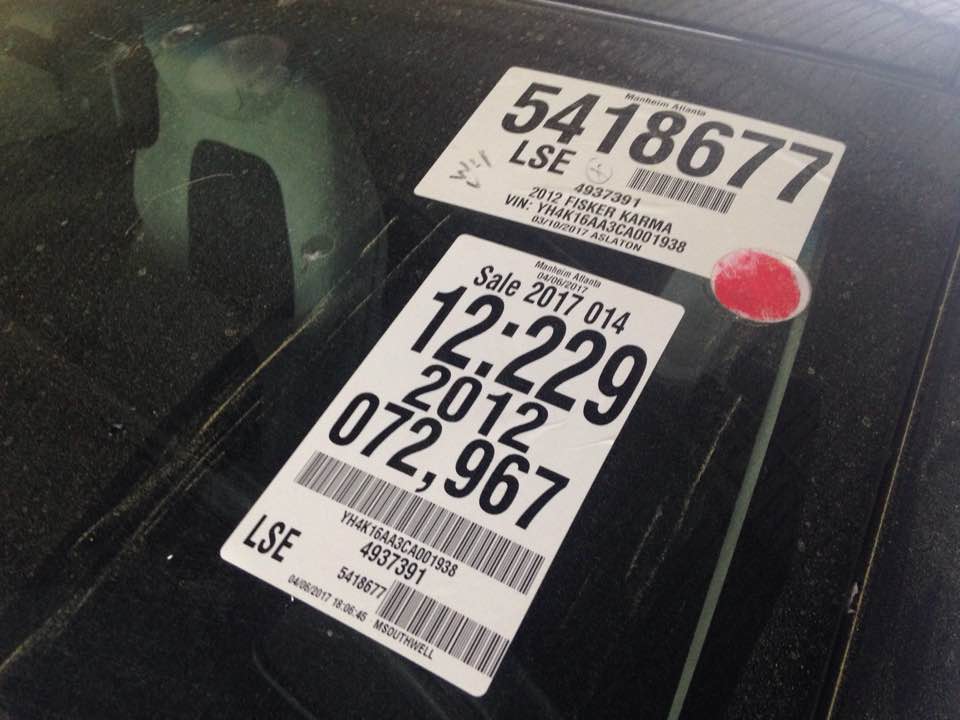 Manheim Atlanta
5418677
LSE
4937391
2012 FISKER KARMA
VIN: YH4K16AA3CA001938
03/10/2017 ASLATON
Manheim Atlanta
04/06/2017
Sale 2017 014
12:229
2012
072,967
YH4K16AA3CA001938
LSE
4937391
5418677
04/06/2017 18:06:45 MSOUTHWELL